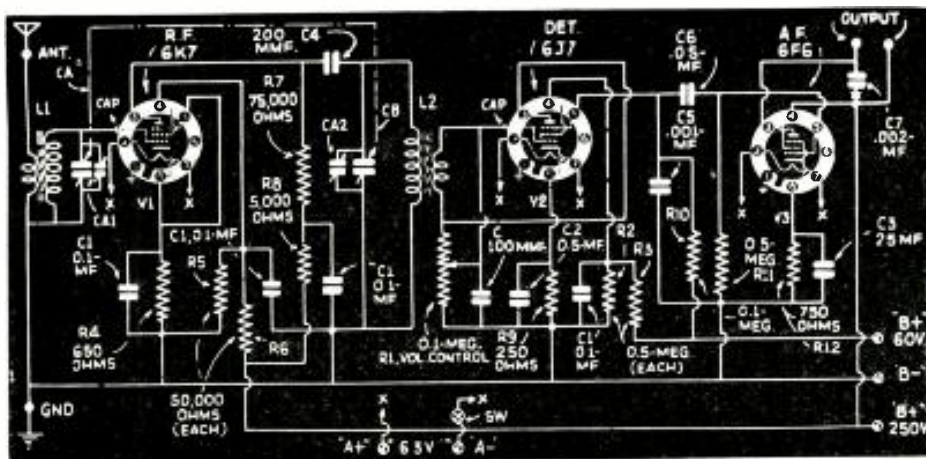 ANT.
CA
R.F.
6K7
200
MMF.
C4
DET.
6J7
C6
0.5-
MF
A.F.
6F6
OUTPUT
L1
CAP
R7
75,000
OHMS
CA2
CB
L2
CAP
C5
.001-
MF
C7
.002-
MF
CA1
V1
X
R8
5,000
OHMS
X
V2
X
X
V3
X
C1
0.1-
MF
R5
C1, 0.1-MF
C1
0.1-
MF
C
100 MMF.
C2
0.5-MF
R2
R3
R10
0.5-
MEG.
R11
C3
25 MF
R4
650
OHMS
R6
0.1-MEG.
R1, VOL. CONTROL
R9
250
OHMS
C1
0.1-
MF
0.5-MEG.
(EACH)
0.1-
MEG.
750
OHMS
R12
"B+"
60V.
"B-"
GND
50,000
OHMS
(EACH)
X
X
SW
"B+"
250V.
"A+"
6.3V
"A-"